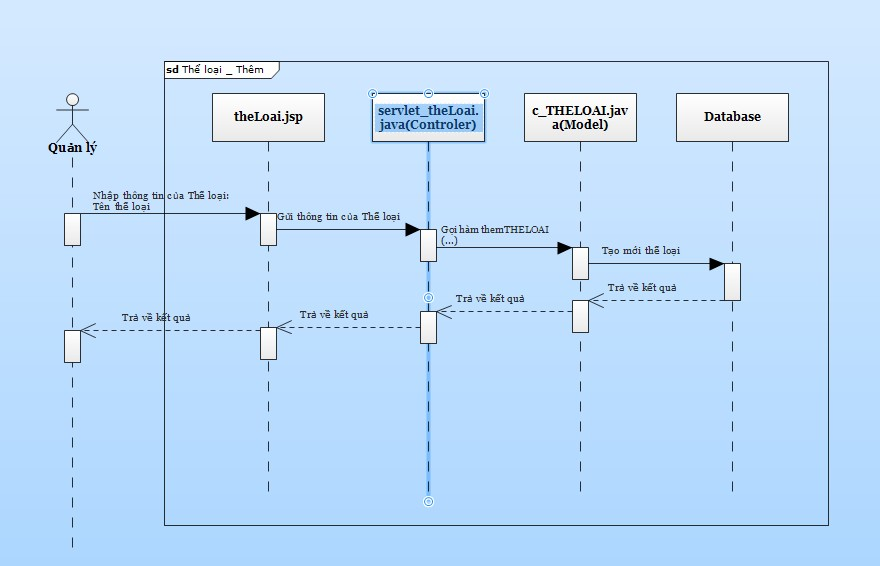 sd Thể loại _ Thêm
Quản lý
theLoai.jsp
servlet_theLoai.
java(Controler)
c_THELOAI.jav
a(Model)
Database
Nhập thông tin của Thể loại:
Tên thể loại
Gửi thông tin của Thể loại
Gọi hàm themTHELOAI
(...)
Tạo mới thể loại
Trả về kết quả
Trả về kết quả
Trả về kết quả
Trả về kết quả